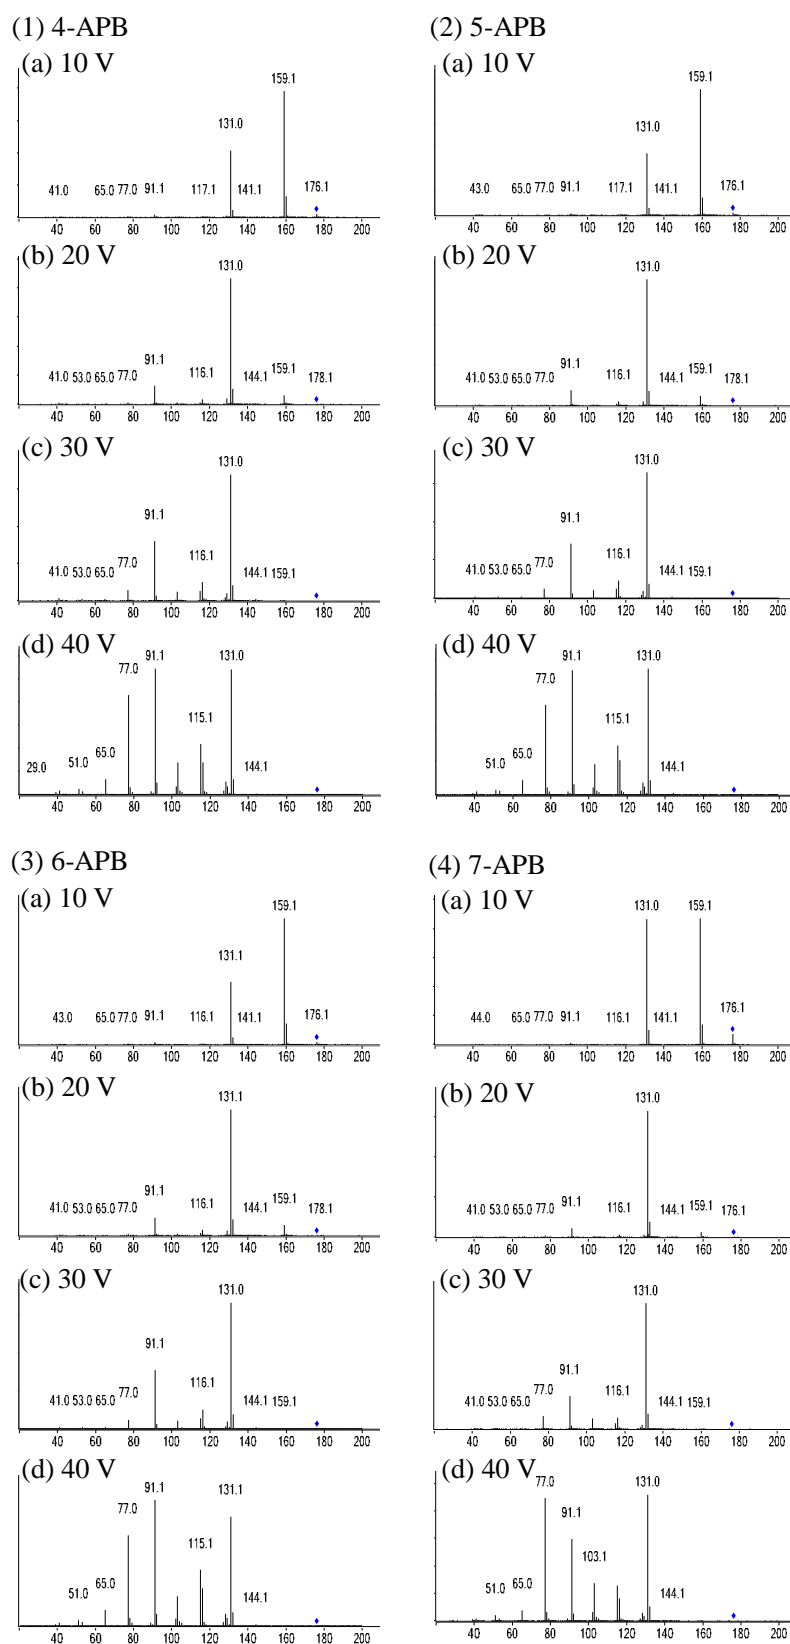 (1) 4-APB
(a) 10 V
41.0 65.0 77.0 91.1 117.1 131.0 141.1 159.1 176.1
40 60 80 100 120 140 160 180 200
(b) 20 V
41.0 53.0 65.0 77.0 91.1 116.1 131.0 144.1 159.1 178.1
40 60 80 100 120 140 160 180 200
(c) 30 V
41.0 53.0 65.0 77.0 91.1 116.1 131.0 144.1 159.1
40 60 80 100 120 140 160 180 200
(d) 40 V
29.0 51.0 65.0 77.0 91.1 115.1 131.0 144.1
40 60 80 100 120 140 160 180 200
(2) 5-APB
(a) 10 V
43.0 65.0 77.0 91.1 117.1 131.0 141.1 159.1 176.1
40 60 80 100 120 140 160 180 200
(b) 20 V
41.0 53.0 65.0 77.0 91.1 116.1 131.0 144.1 159.1 178.1
40 60 80 100 120 140 160 180 200
(c) 30 V
41.0 53.0 65.0 77.0 91.1 116.1 131.0 144.1 159.1
40 60 80 100 120 140 160 180 200
(d) 40 V
51.0 65.0 77.0 91.1 115.1 131.0 144.1
40 60 80 100 120 140 160 180 200
(3) 6-APB
(a) 10 V
43.0 65.0 77.0 91.1 116.1 131.1 141.1 159.1 176.1
40 60 80 100 120 140 160 180 200
(b) 20 V
41.0 53.0 65.0 77.0 91.1 116.1 131.1 144.1 159.1 178.1
40 60 80 100 120 140 160 180 200
(c) 30 V
41.0 53.0 65.0 77.0 91.1 116.1 131.0 144.1 159.1
40 60 80 100 120 140 160 180 200
(d) 40 V
51.0 65.0 77.0 91.1 115.1 131.1 144.1
40 60 80 100 120 140 160 180 200
(4) 7-APB
(a) 10 V
44.0 65.0 77.0 91.1 116.1 131.0 141.1 159.1 176.1
40 60 80 100 120 140 160 180 200
(b) 20 V
41.0 53.0 65.0 77.0 91.1 116.1 131.0 144.1 159.1 176.1
40 60 80 100 120 140 160 180 200
(c) 30 V
41.0 53.0 65.0 77.0 91.1 116.1 131.0 144.1 159.1
40 60 80 100 120 140 160 180 200
(d) 40 V
51.0 65.0 77.0 91.1 103.1 131.0 144.1
40 60 80 100 120 140 160 180 200